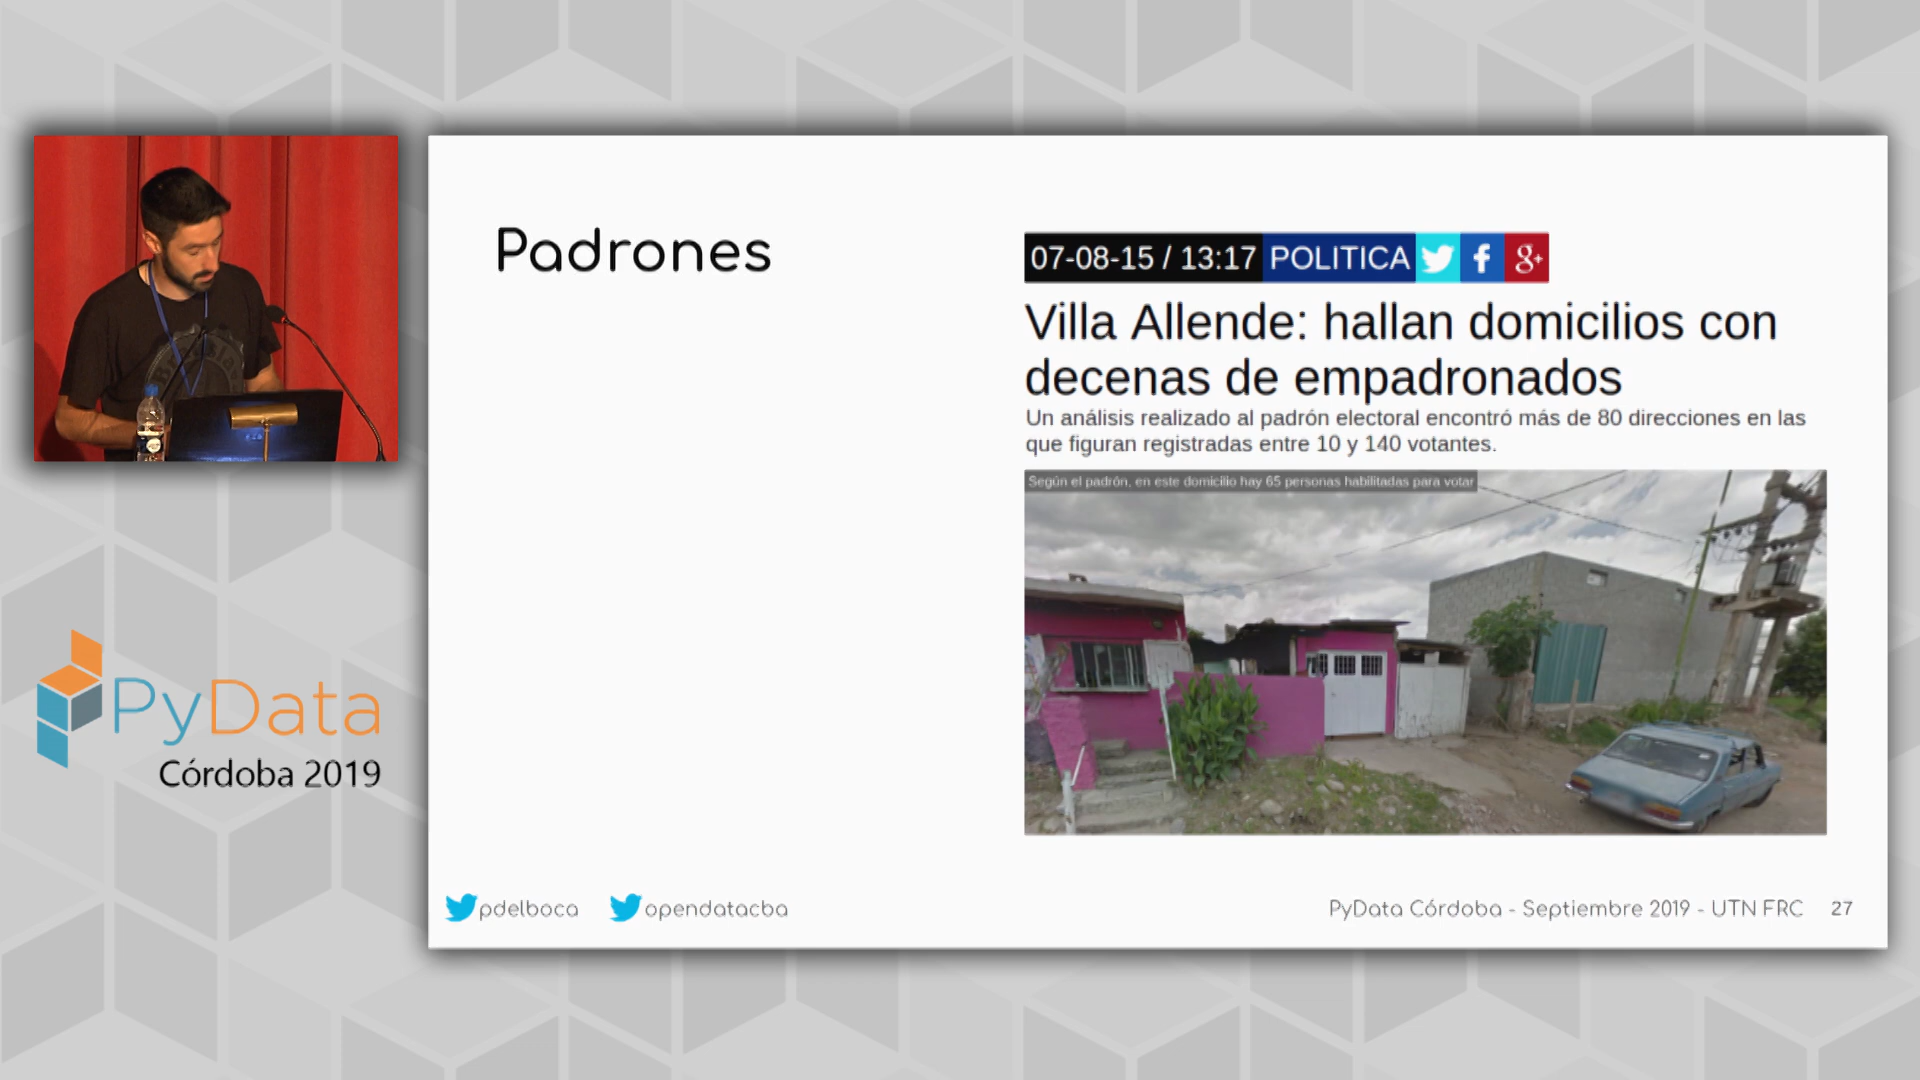 Padrones
07-08-15 / 13:17 POLITICA
Villa Allende: hallan domicilios con
decenas de empadronados
Un análisis realizado al padrón electoral encontró más de 80 direcciones en las
que figuran registradas entre 10 y 140 votantes.
Según el padrón, en este domicilio hay 65 personas habilitadas para votar
PyData
Córdoba 2019
pdelboca opendatacba
PyData Córdoba - Septiembre 2019 - UTN FRC 27